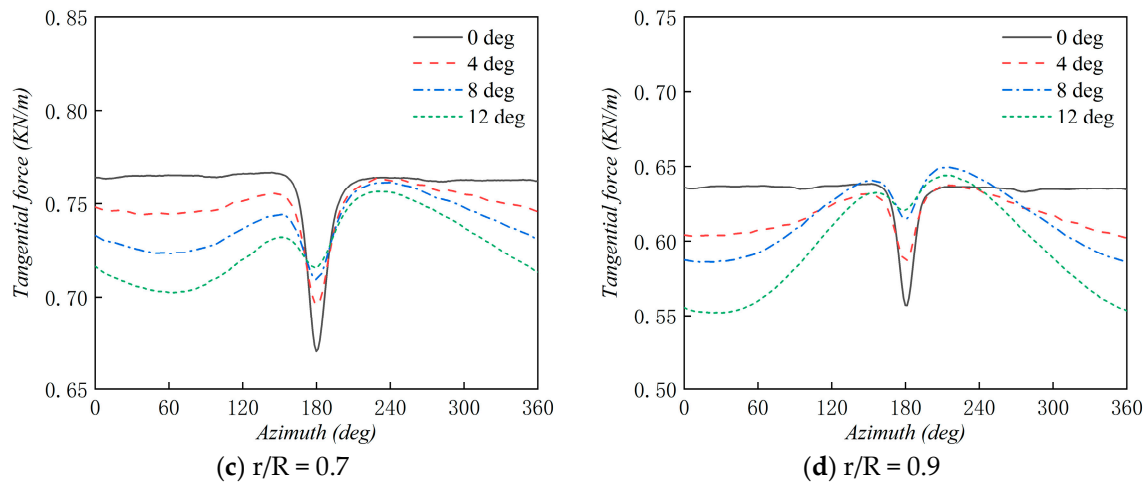 0.85
0.80
0.75
0.70
0.65
Tangential force (KN/m)
0 deg
4 deg
8 deg
12 deg
0 60 120 180 240 300 360
Azimuth (deg)
(c) r/R = 0.7
0.75
0.70
0.65
0.60
0.55
0.50
Tangential force (KN/m)
0 deg
4 deg
8 deg
12 deg
0 60 120 180 240 300 360
Azimuth (deg)
(d) r/R = 0.9